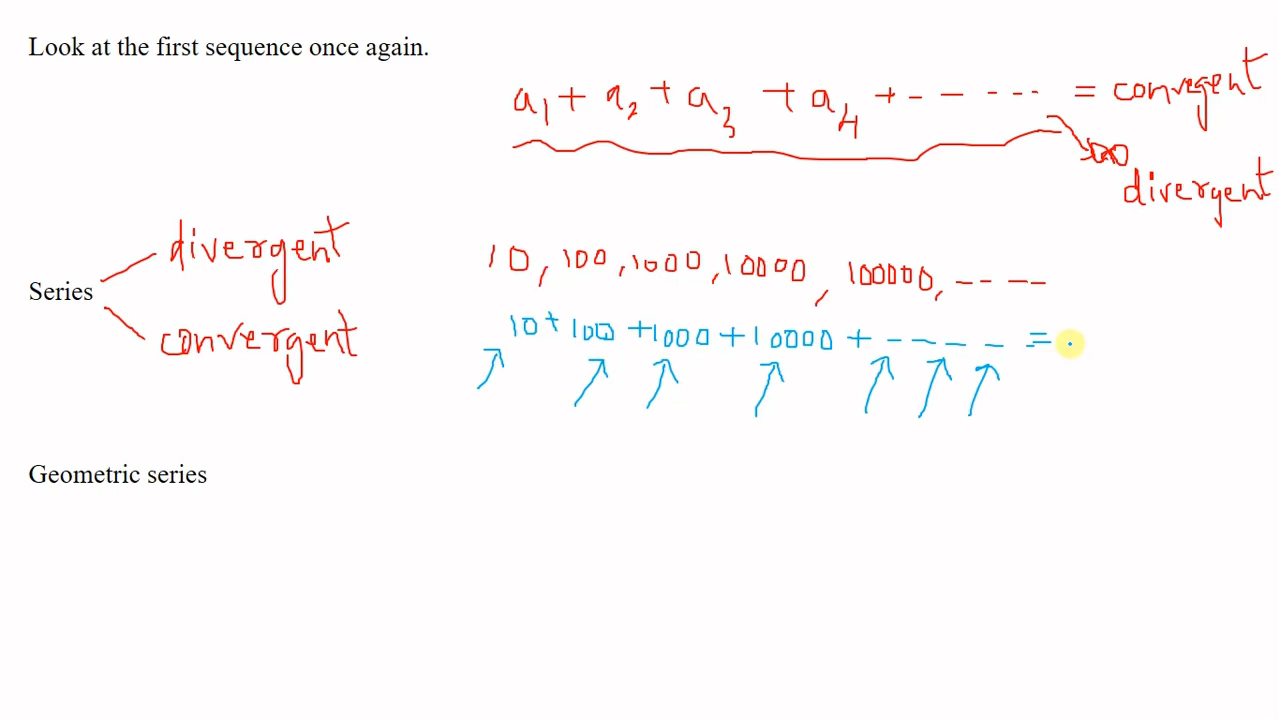 Look at the first sequence once again.
a1 + a2 + a3 + a4 + - - - - - = convegent
divergent
Series
divergent
convergent
10, 100, 1000, 10000, 100000, - - - -
10 + 100 + 1000 + 10000 + - - - - =
Geometric series